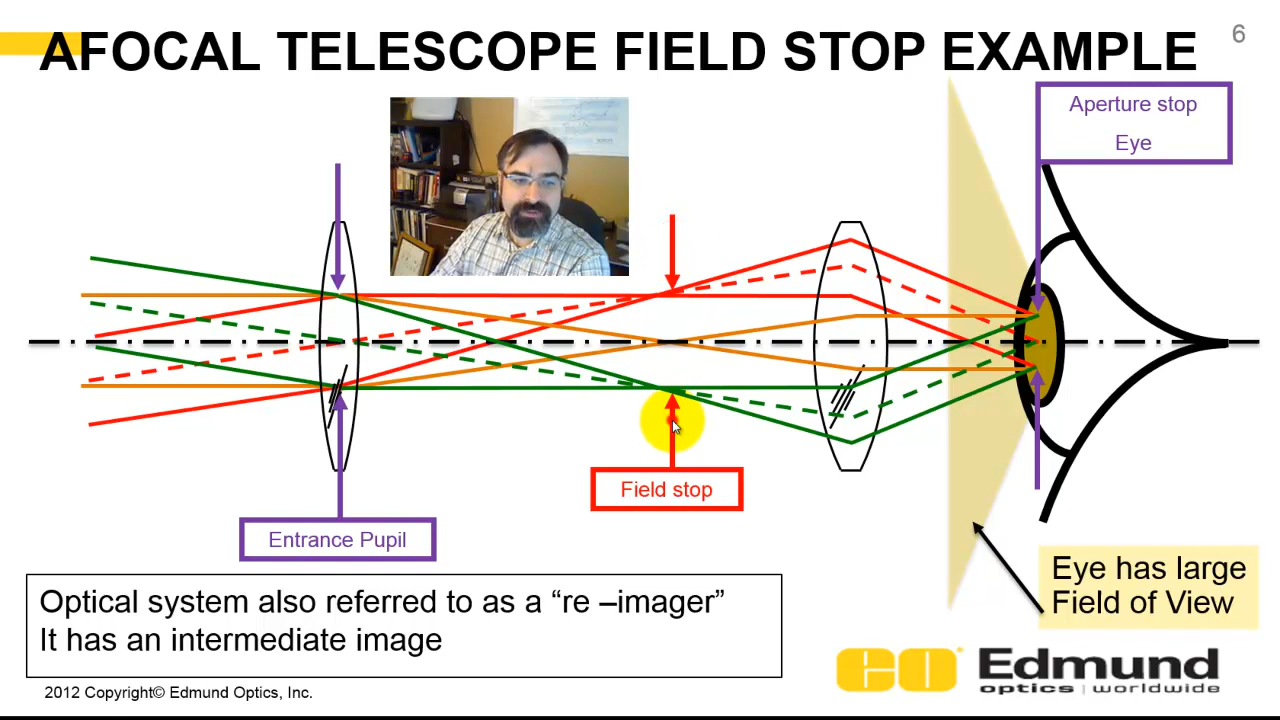 AFOCAL TELESCOPE FIELD STOP EXAMPLE
6
Aperture stop
Eye
Field stop
Entrance Pupil
Eye has large
Field of View
Optical system also referred to as a “re –imager”
It has an intermediate image
EO
Edmund
optics | worldwide
2012 Copyright© Edmund Optics, Inc.